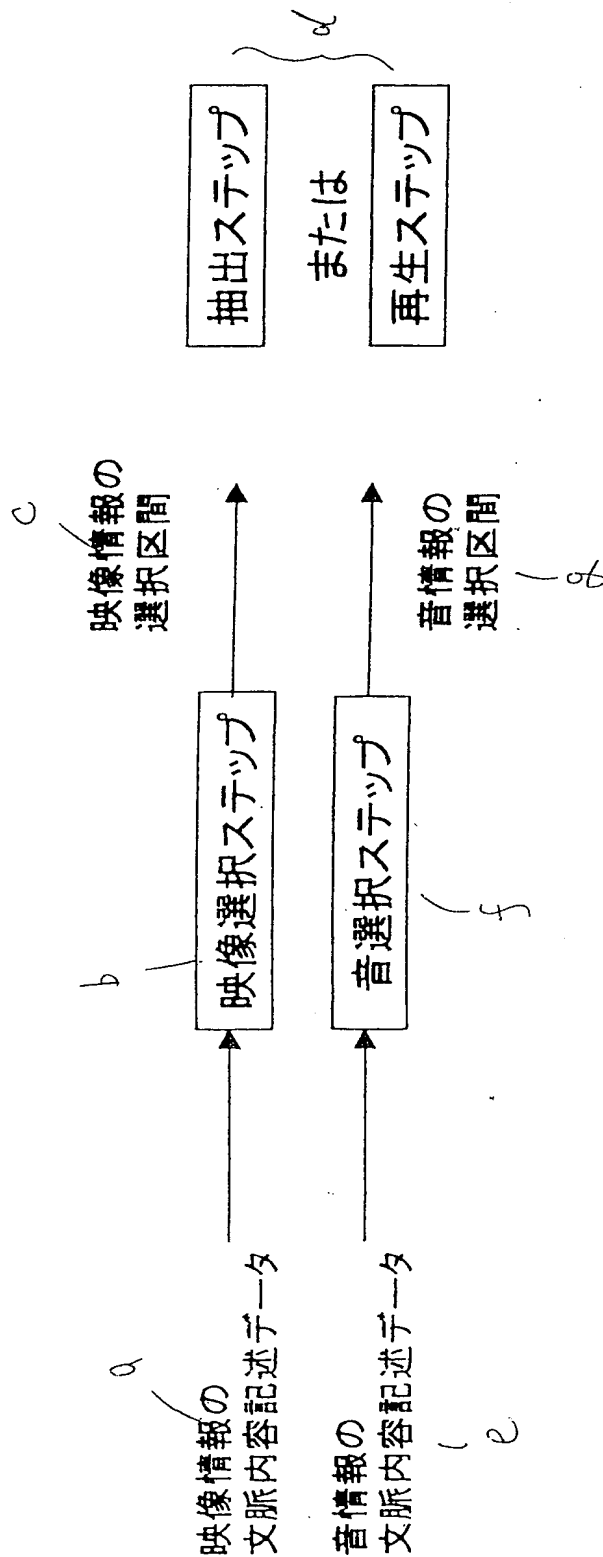 a
映像情報の
文脈内容記述データ
b
映像選択ステップ
c
映像情報の
選択区間
抽出ステップ
または
再生ステップ
d
音情報の
文脈内容記述データ
e
音選択ステップ
f
音情報の
選択区間
g